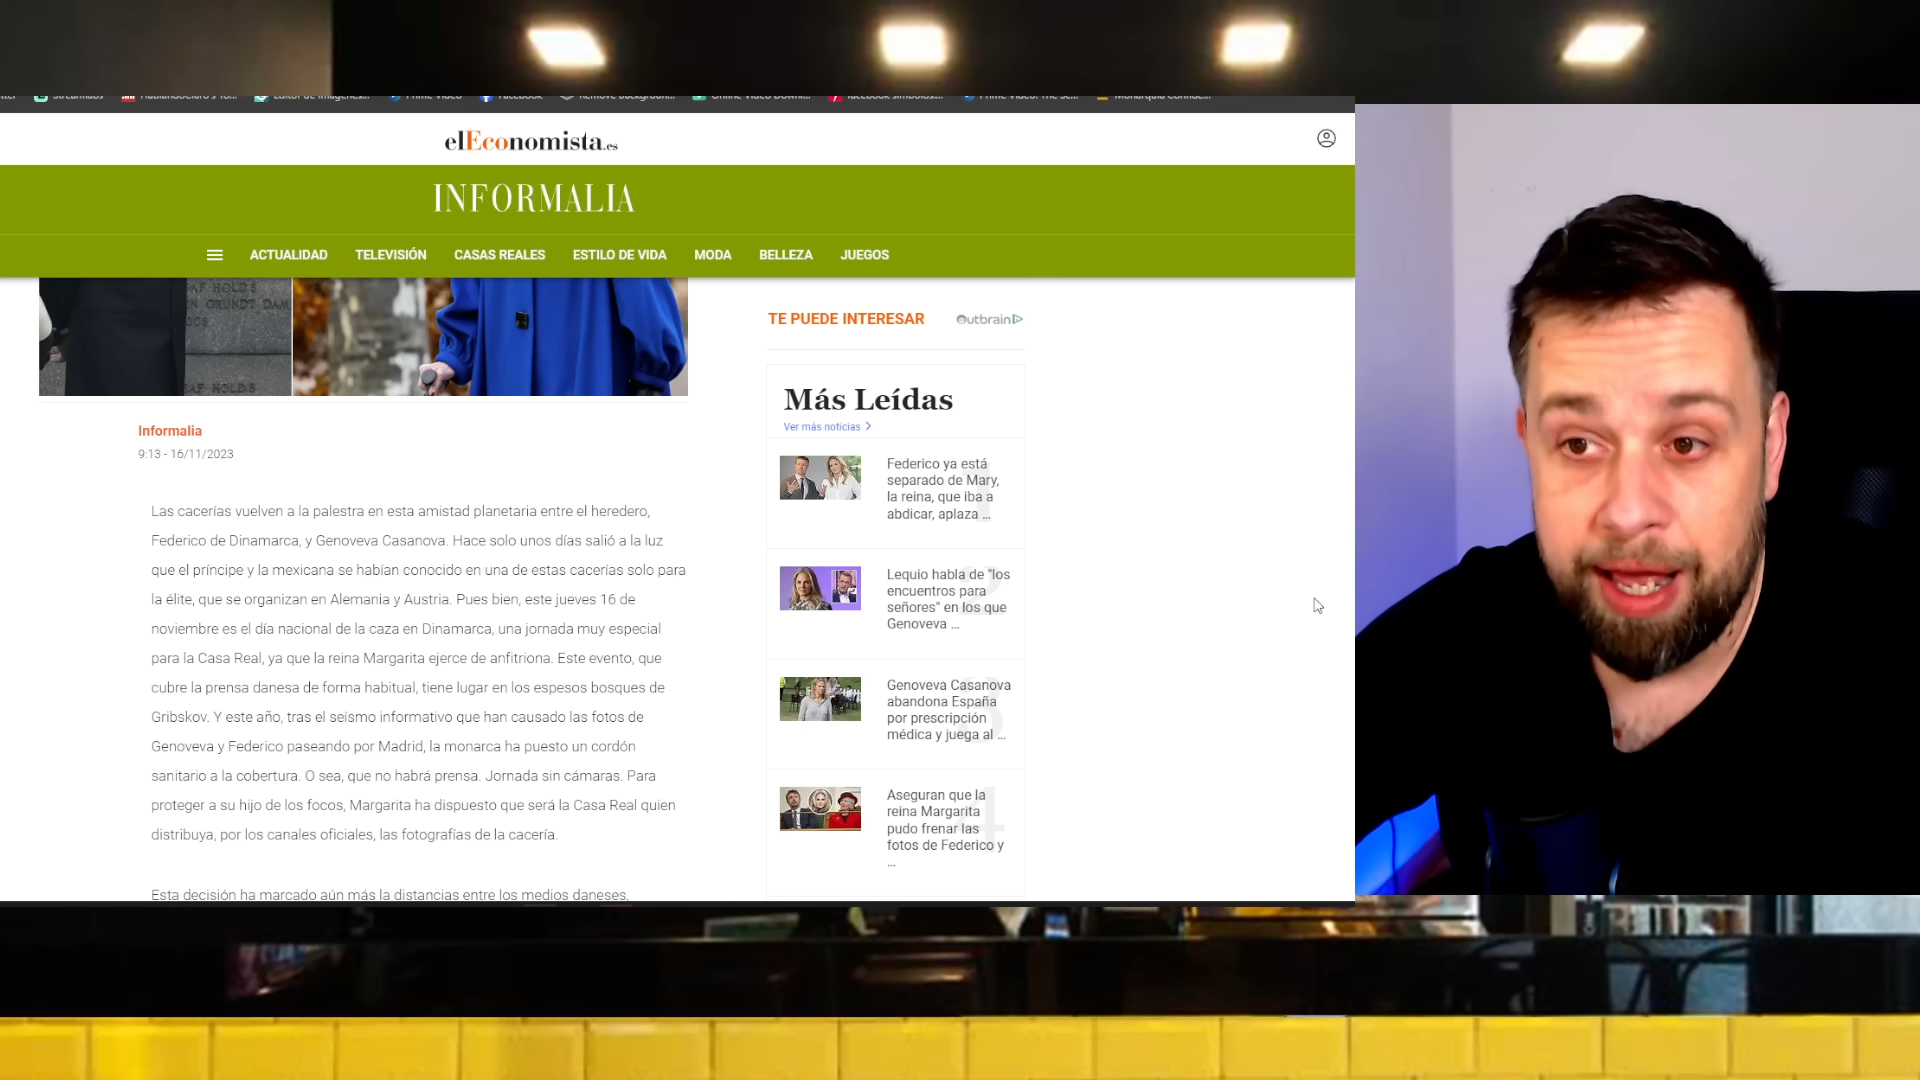 Streamlabs
Prime Video
Facebook
elEconomista.es
INFORMALIA
ACTUALIDAD TELEVISIÓN CASAS REALES ESTILO DE VIDA MODA BELLEZA JUEGOS
TE PUEDE INTERESAR
Outbrain
Informalia
9:13 - 16/11/2023
Las cacerías vuelven a la palestra en esta amistad planetaria entre el heredero,
Federico de Dinamarca, y Genoveva Casanova. Hace solo unos días salió a la luz
que el príncipe y la mexicana se habían conocido en una de estas cacerías solo para
la élite, que se organizan en Alemania y Austria. Pues bien, este jueves 16 de
noviembre es el día nacional de la caza en Dinamarca, una jornada muy especial
para la Casa Real, ya que la reina Margarita ejerce de anfitriona. Este evento, que
cubre la prensa danesa de forma habitual, tiene lugar en los espesos bosques de
Gribskov. Y este año, tras el seísmo informativo que han causado las fotos de
Genoveva y Federico paseando por Madrid, la monarca ha puesto un cordón
sanitario a la cobertura. O sea, que no habrá prensa. Jornada sin cámaras. Para
proteger a su hijo de los focos, Margarita ha dispuesto que será la Casa Real quien
distribuya, por los canales oficiales, las fotografías de la cacería.
Esta decisión ha marcado aún más la distancias entre los medios daneses,
Más Leídas
Ver más noticias
1
Federico ya está
separado de Mary,
la reina, que iba a
abdicar, aplaza ...
2
Lequio habla de "los
encuentros para
señores" en los que
Genoveva ...
3
Genoveva Casanova
abandona España
por prescripción
médica y juega al ...
4
Aseguran que la
reina Margarita
pudo frenar las
fotos de Federico y
...